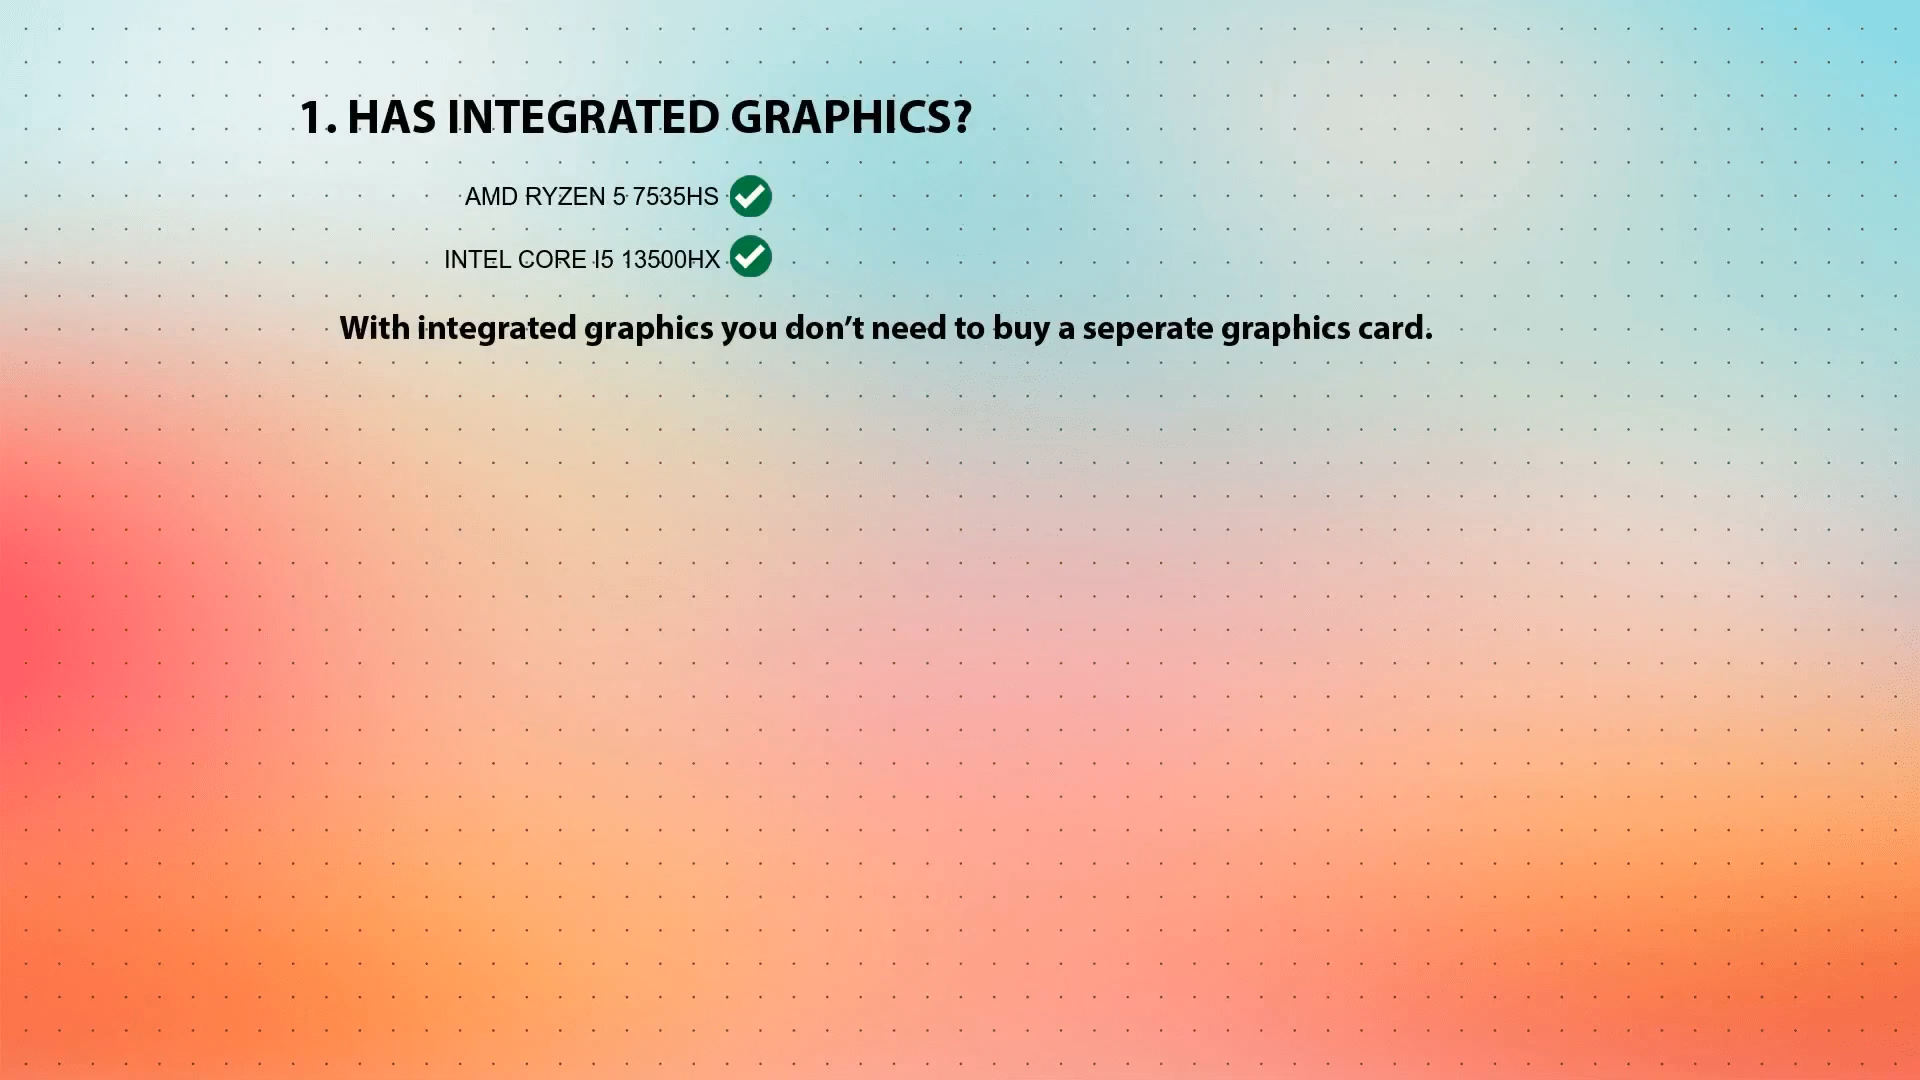 1. HAS INTEGRATED GRAPHICS?
AMD RYZEN 5 7535HS
INTEL CORE I5 13500HX
With integrated graphics you don’t need to buy a seperate graphics card.